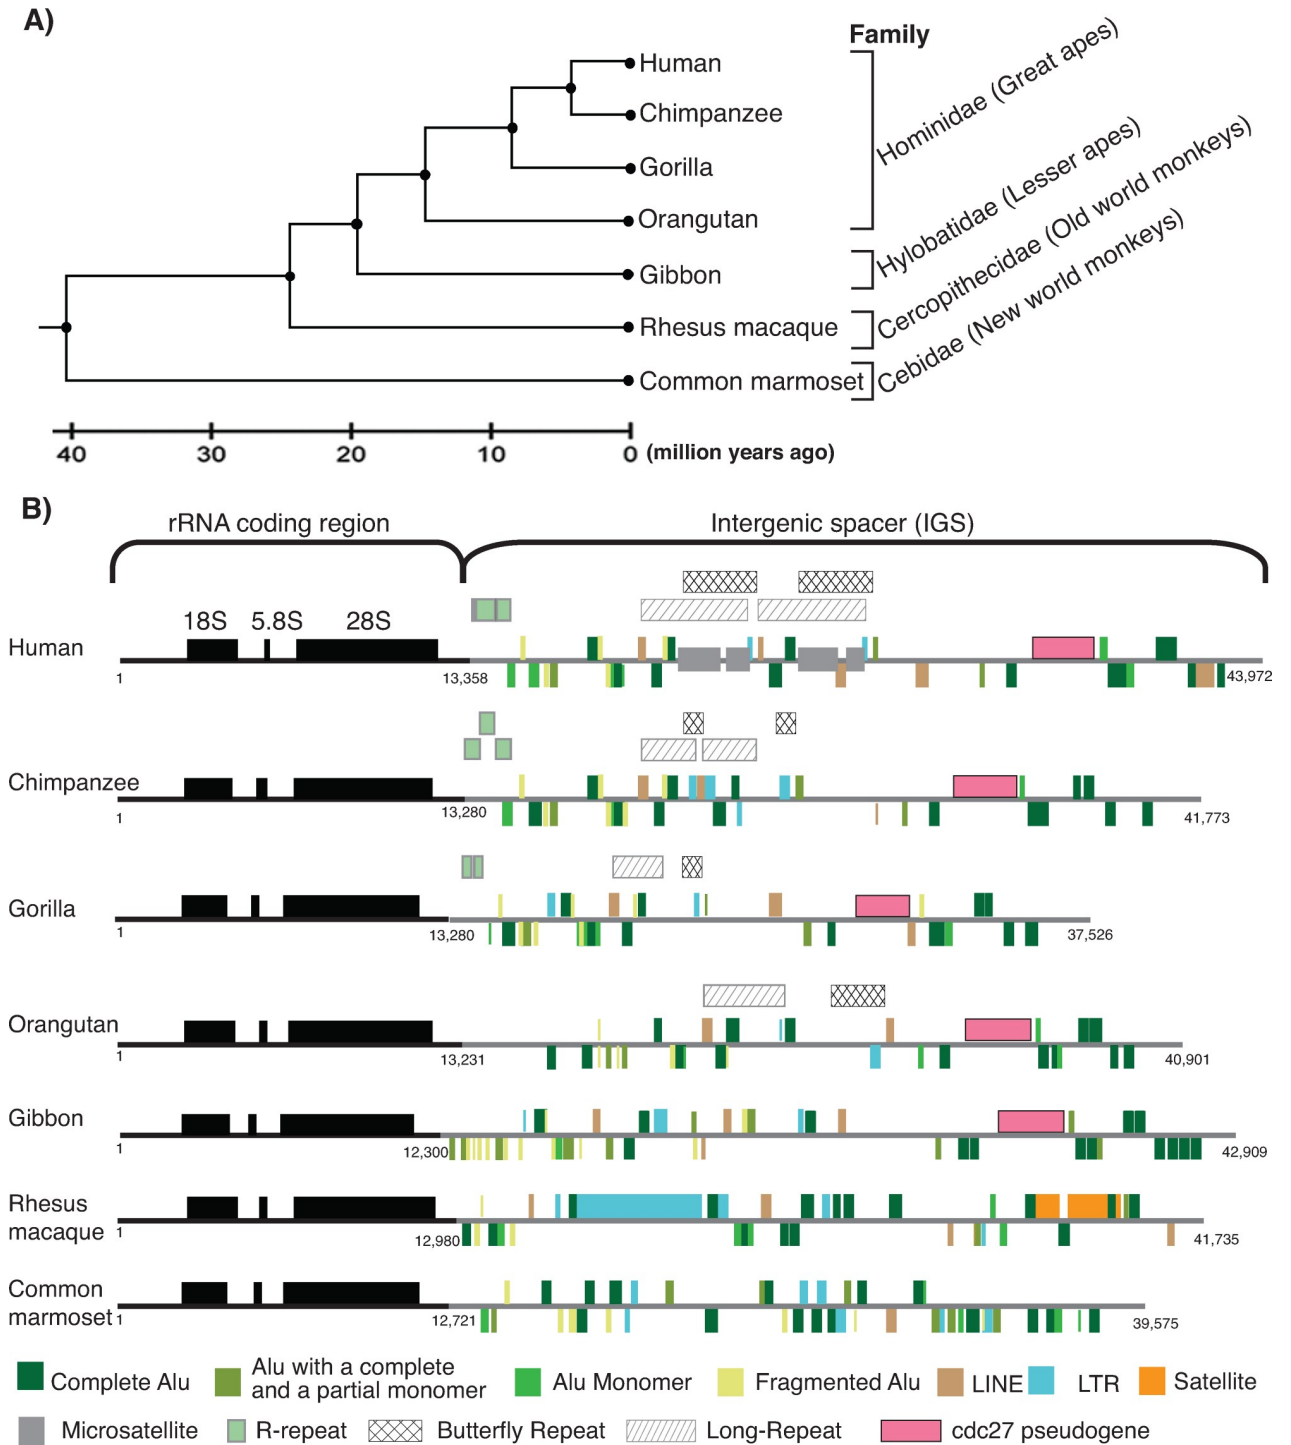 A)
Family
Human
Chimpanzee
Gorilla
Orangutan
Gibbon
Rhesus macaque
Common marmoset
Hominidae (Great apes)
Hylobatidae (Lesser apes)
Cercopithecidae (Old world monkeys)
Cebidae (New world monkeys)
40 30 20 10 0 (million years ago)
B)
rRNA coding region
Intergenic spacer (IGS)
18S 5.8S 28S
Human
1 13,358 43,972
Chimpanzee
1 13,280 41,773
Gorilla
1 13,280 37,526
Orangutan
1 13,231 40,901
Gibbon
1 12,300 42,909
Rhesus
macaque 1 12,980 41,735
Common
marmoset 1 12,721 39,575
Complete Alu
Alu with a complete
and a partial monomer
Alu Monomer
Fragmented Alu
LINE
LTR
Satellite
Microsatellite
R-repeat
Butterfly Repeat
Long-Repeat
cdc27 pseudogene